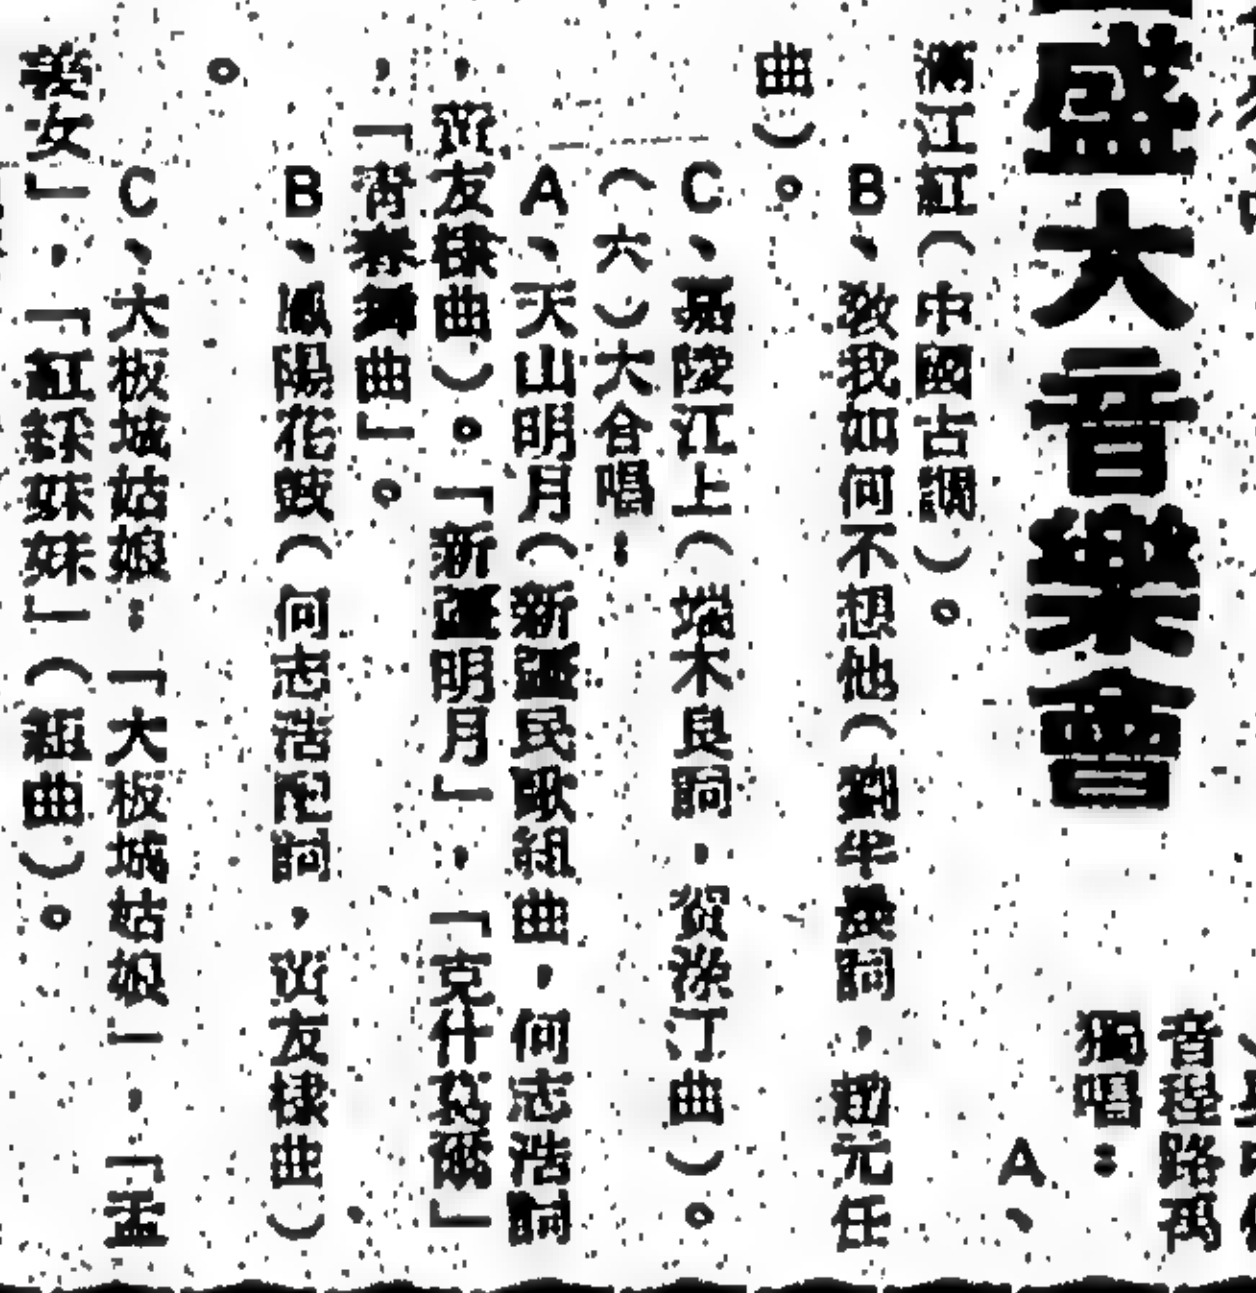 盛大音樂會
音程路禹
獨唱：
A、
滿江紅（中國古調）。
B、敎我如何不想他（劉半農詞，趙元任
曲）。
C、嘉陵江上（端木良詞，賀淥汀曲）。
（六）大合唱：
A、天山明月（新疆民歌組曲，何志浩詞
，黃友棣曲）。「新疆明月」，「克什米爾」
，「靑春舞曲」。
B、鳳陽花鼓（何志浩配詞，黃友棣曲）
。
C、大板城姑娘：「大板城姑娘」，「孟
姜女」，「紅綵妹妹」（組曲）。